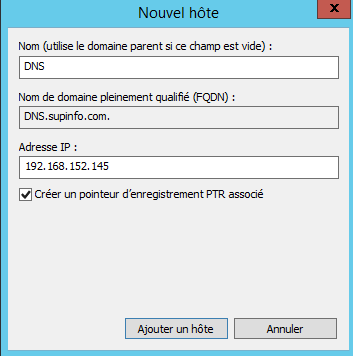 Nouvel hôte
x
Nom (utilise le domaine parent si ce champ est vide) :
DNS
Nom de domaine pleinement qualifié (FQDN) :
DNS.supinfo.com.
Adresse IP :
192.168.152.145
Créer un pointeur d'enregistrement PTR associé
Ajouter un hôte
Annuler